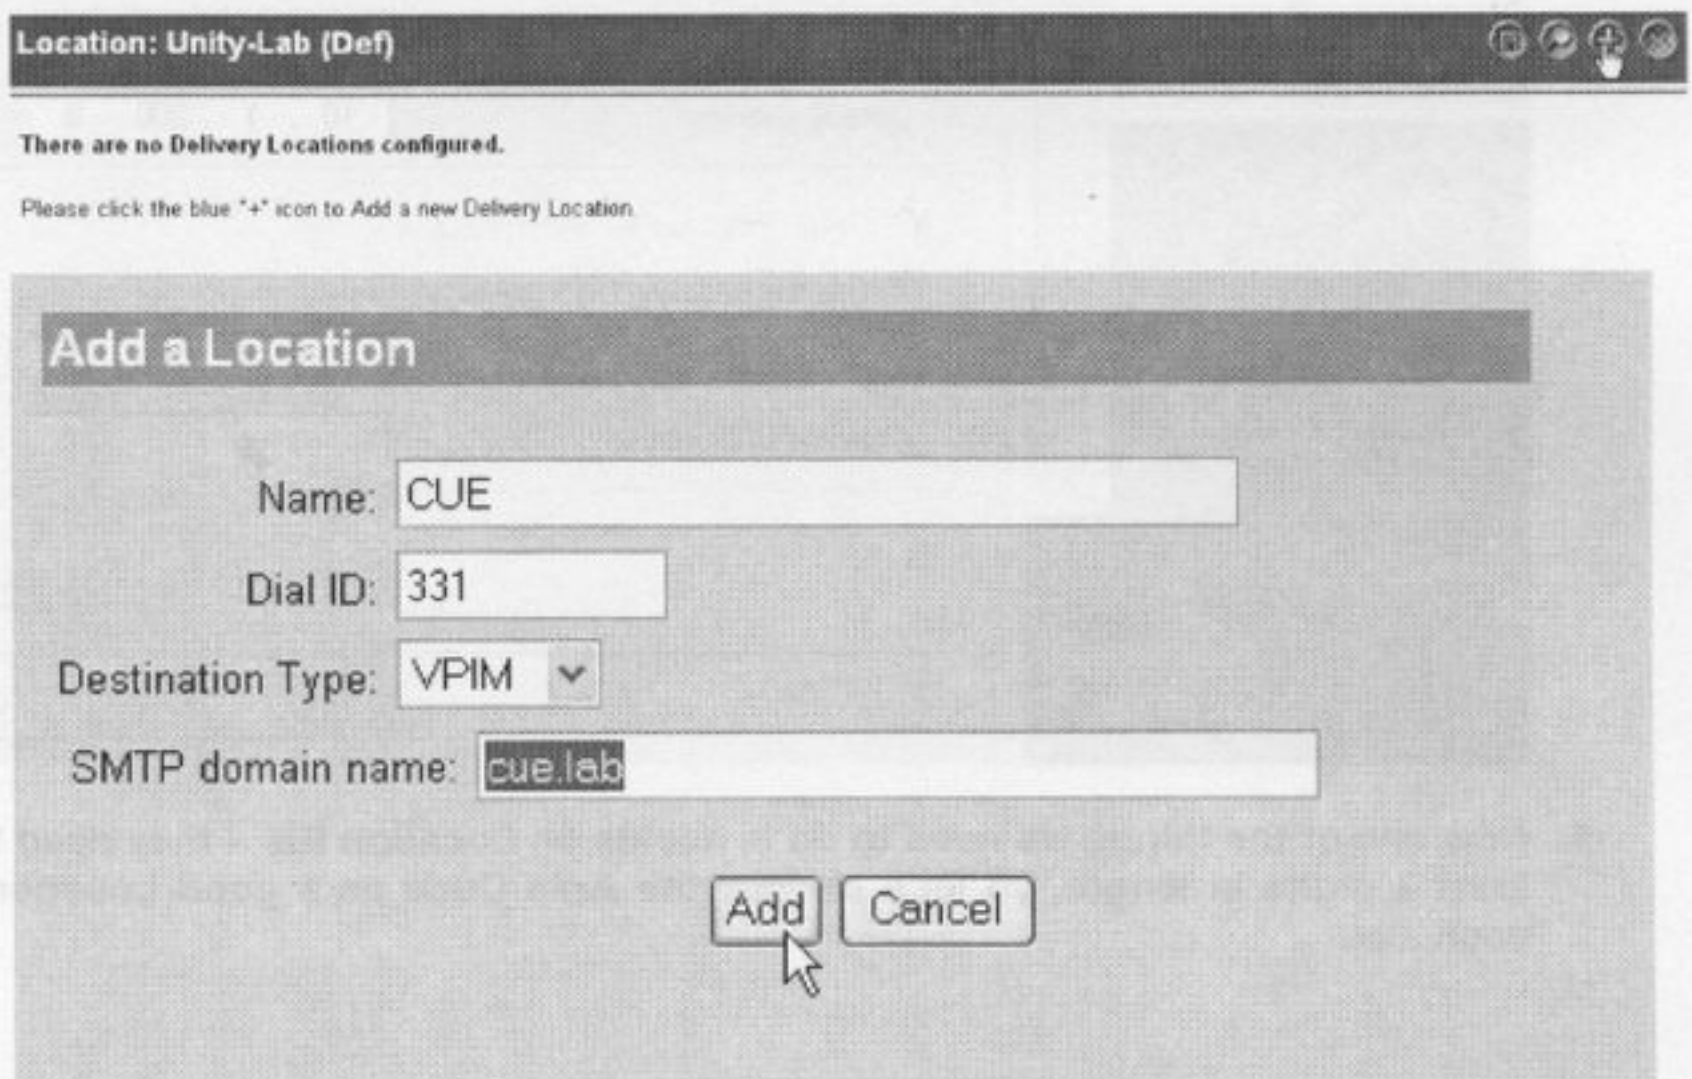 Location: Unity-Lab (Def)
There are no Delivery Locations configured.
Please click the blue "+" icon to Add a new Delivery Location.
Add a Location
Name: CUE
Dial ID: 331
Destination Type: VPIM
SMTP domain name: cue.lab
Add Cancel